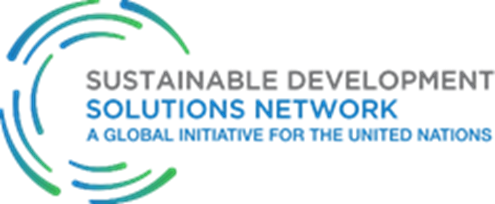 SUSTAINABLE DEVELOPMENT
SOLUTIONS NETWORK
A GLOBAL INITIATIVE FOR THE UNITED NATIONS